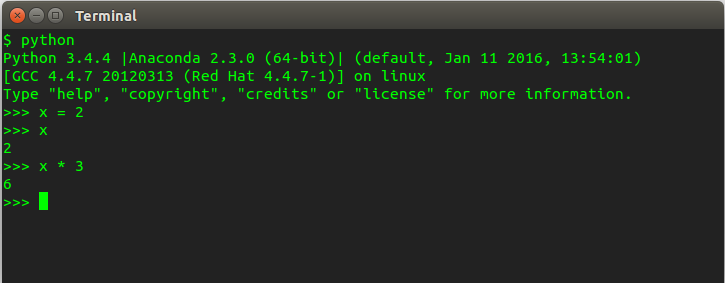 Terminal
$ python
Python 3.4.4 |Anaconda 2.3.0 (64-bit)| (default, Jan 11 2016, 13:54:01)
[GCC 4.4.7 20120313 (Red Hat 4.4.7-1)] on linux
Type "help", "copyright", "credits" or "license" for more information.
>>> x = 2
>>> x
2
>>> x * 3
6
>>>